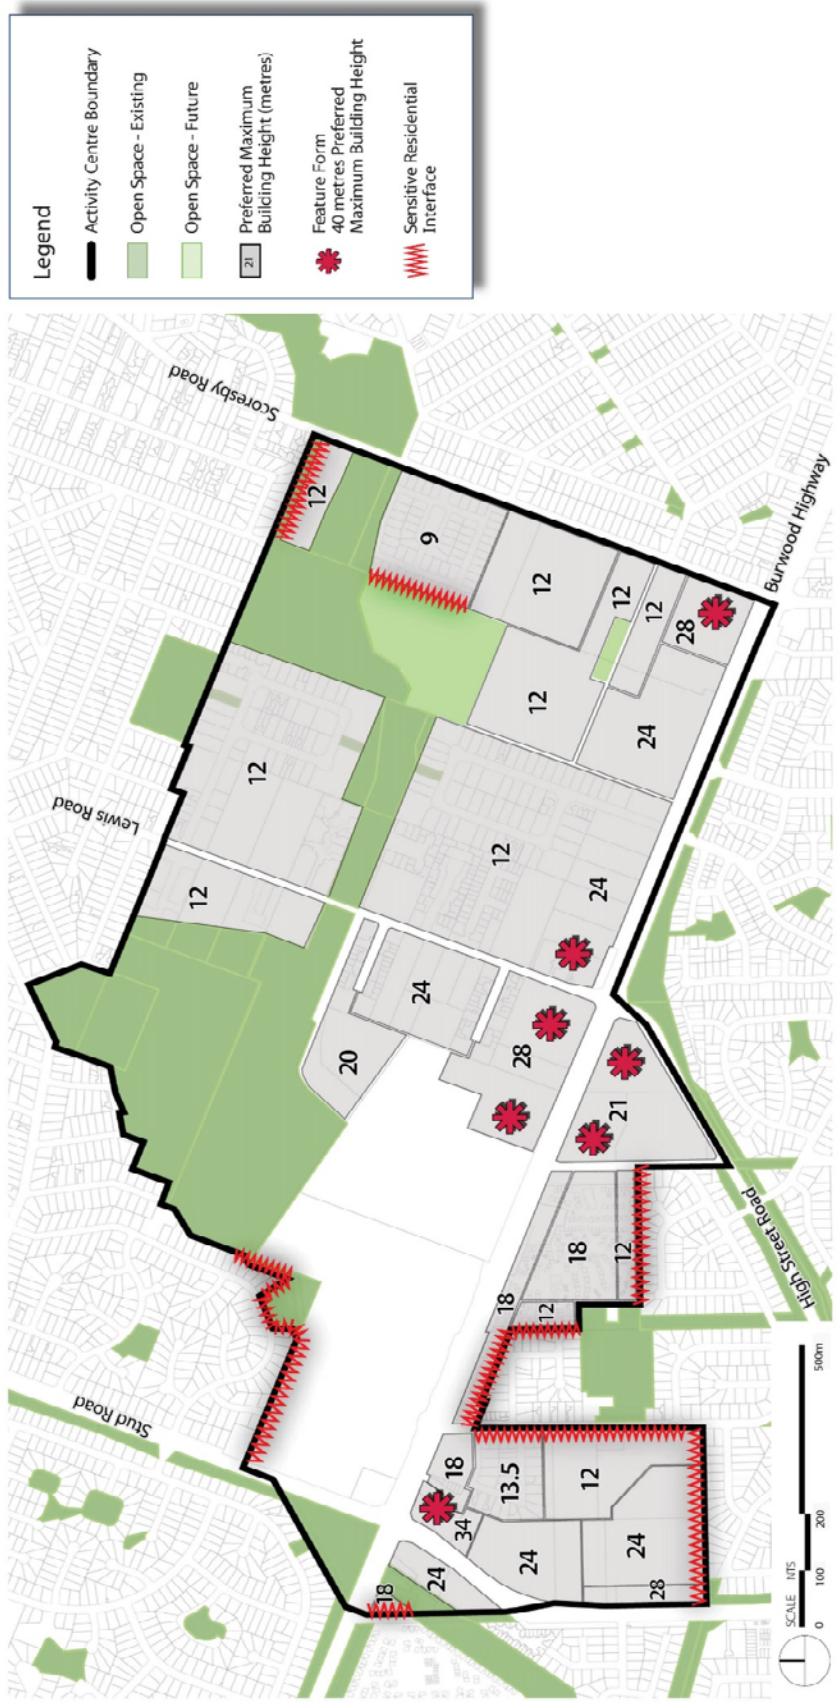 Legend
Activity Centre Boundary
Open Space - Existing
Open Space - Future
21
Preferred Maximum
Building Height (metres)
Feature Form
40 metres Preferred
Maximum Building Height
Sensitive Residential
Interface
Stud Road
Lewis Road
Scoresby Road
High Street Road
Burwood Highway
12
12
12
9
20
24
12
12
12
12
12
28
24
28
24
21
18
18
12
12
18
34
13.5
12
18
24
24
24
28
SCALE NTS
0
100
200
500m